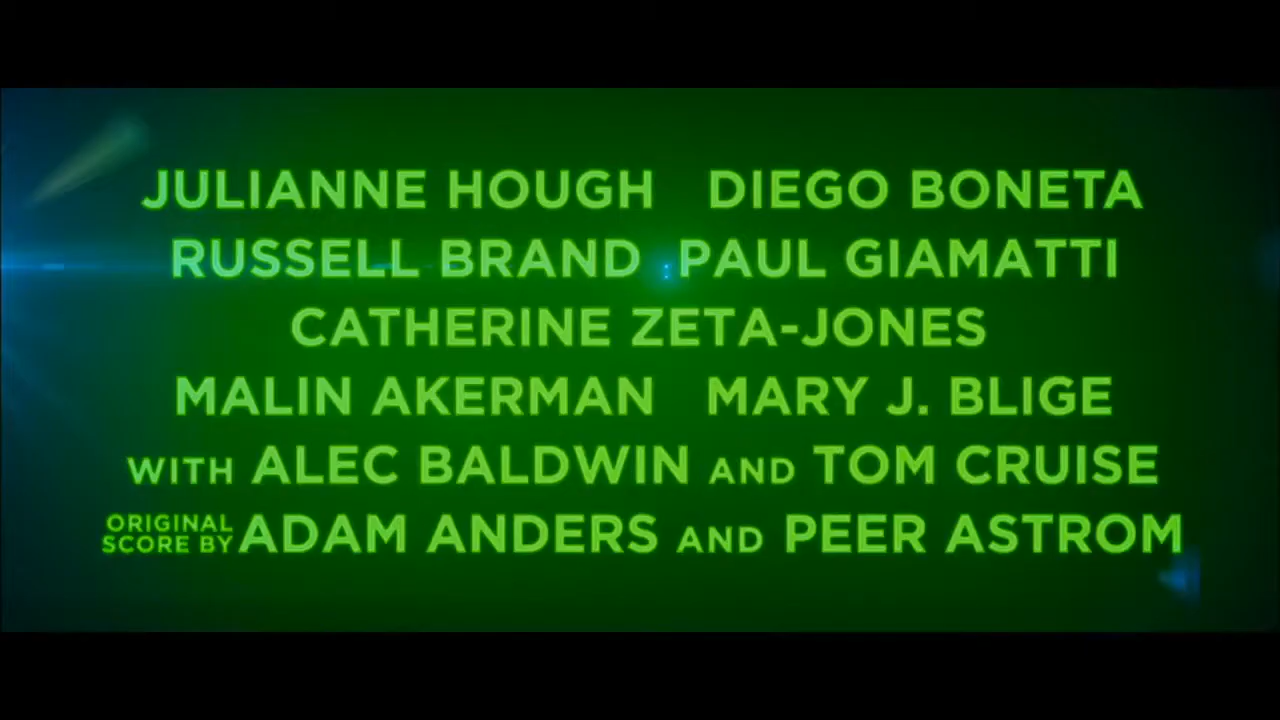 JULIANNE HOUGH DIEGO BONETA
RUSSELL BRAND PAUL GIAMATTI
CATHERINE ZETA-JONES
MALIN AKERMAN MARY J. BLIGE
WITH ALEC BALDWIN AND TOM CRUISE
ORIGINAL SCORE BY ADAM ANDERS AND PEER ASTROM